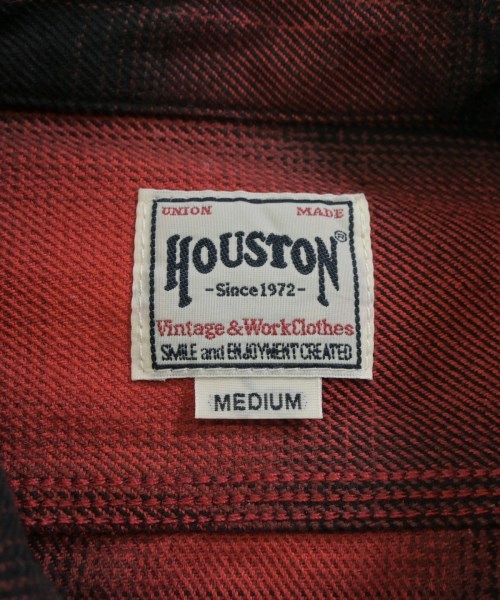 UNION MADE
HOUSTON®
-Since 1972-
Vintage & WorkClothes
SMILE and ENJOYMENT CREATED
MEDIUM